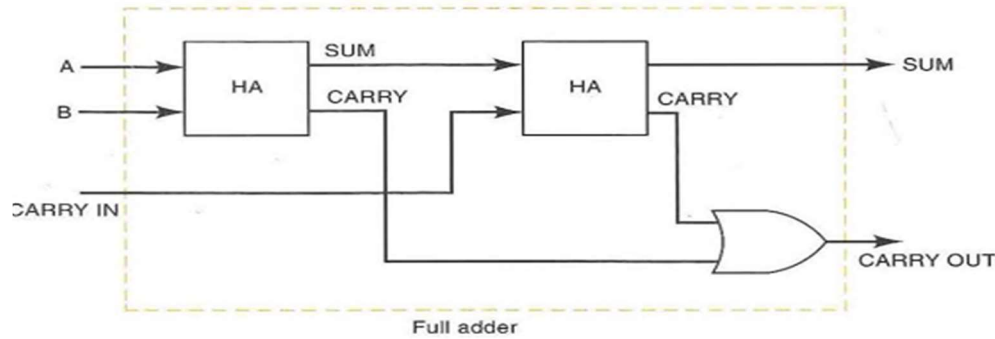 A
B
CARRY IN
HA
SUM
CARRY
HA
CARRY
SUM
CARRY OUT
Full adder